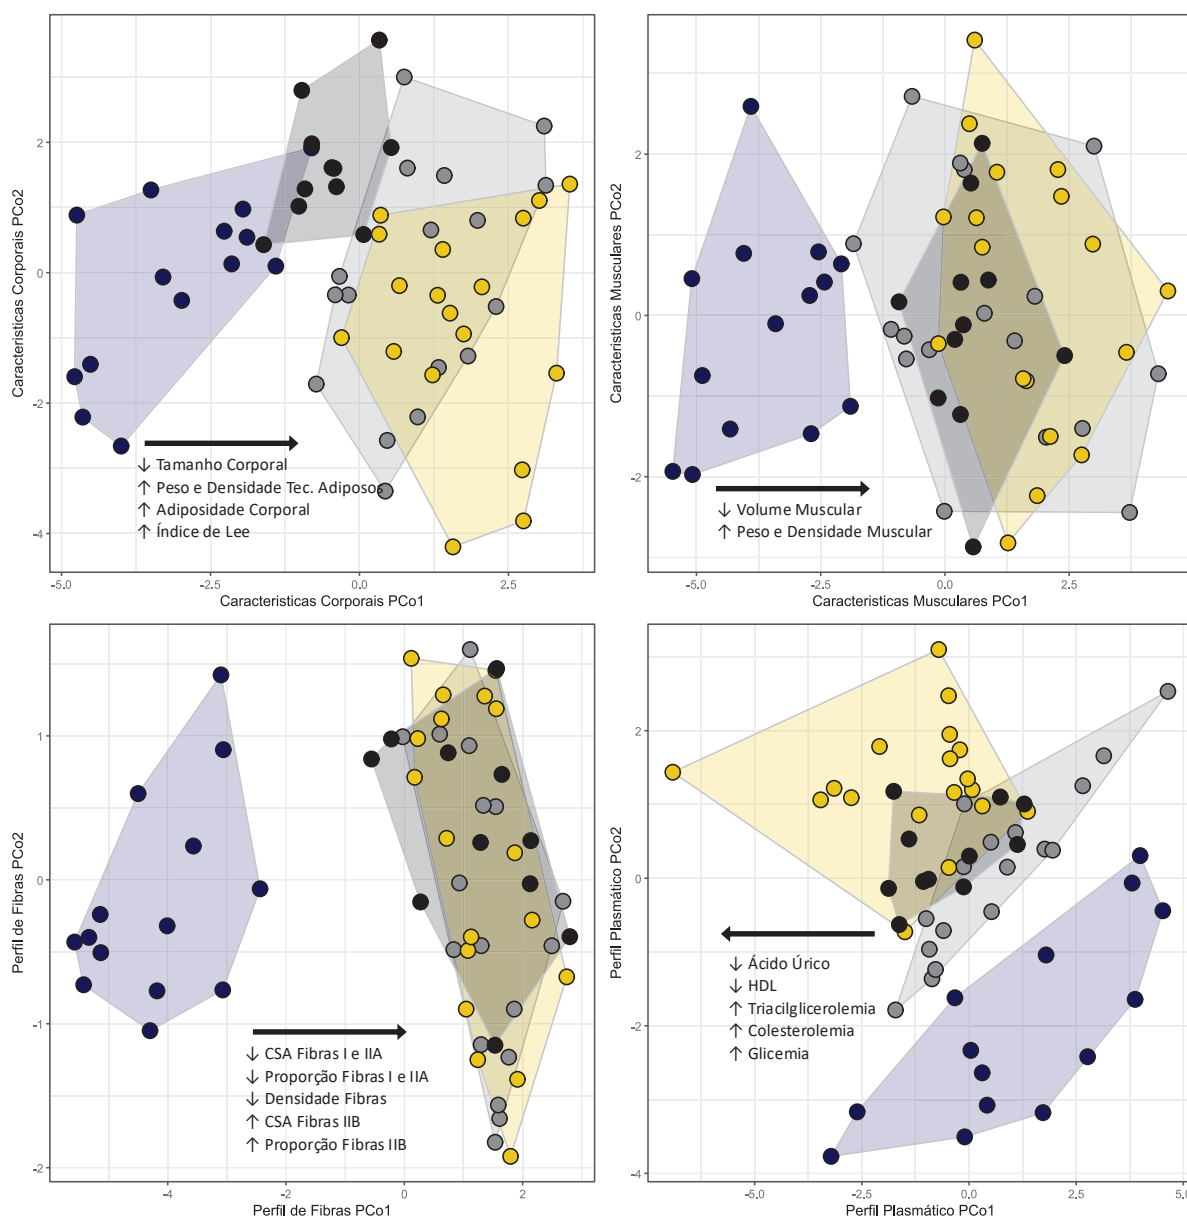 2
0
-2
-4
-5.0
-2.5
0.0
2.5
Caracteristicas Corporais PCo2
Caracteristicas Corporais PCo1
↓ Tamanho Corporal
↑ Peso e Densidade Tec. Adiposos
↑ Adiposidade Corporal
↑ Índice de Lee
2
0
-2
-5.0
-2.5
0.0
2.5
Caracteristicas Musculares PCo2
Caracteristicas Musculares PCo1
↓ Volume Muscular
↑ Peso e Densidade Muscular
1
0
-1
-2
-4
-2
0
2
Perfil de Fibras PCo2
Perfil de Fibras PCo1
↓ CSA Fibras I e IIA
↓ Proporção Fibras I e IIA
↓ Densidade Fibras
↑ CSA Fibras IIB
↑ Proporção Fibras IIB
2
0
-2
-4
-5.0
-2.5
0.0
2.5
5.0
Perfil Plasmático PCo2
Perfil Plasmático PCo1
↓ Ácido Úrico
↓ HDL
↑ Triacilglicerolemia
↑ Colesterolemia
↑ Glicemia